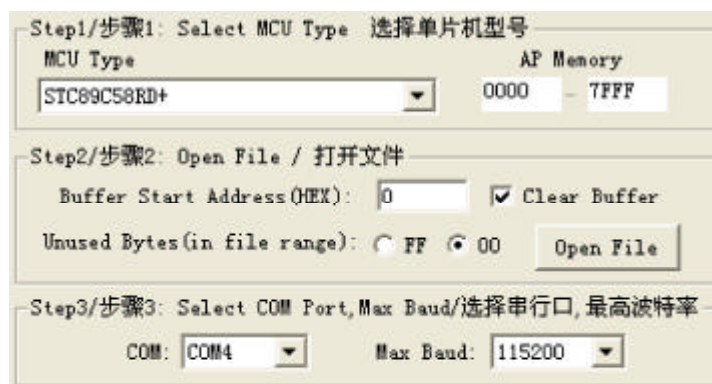 Step1/步骤1: Select MCU Type 选择单片机型号
MCU Type AP Memory
STC89C58RD+ 0000 - 7FFF
Step2/步骤2: Open File / 打开文件
Buffer Start Address(HEX): 0 Clear Buffer
Unused Bytes(in file range): FF 00 Open File
Step3/步骤3: Select COM Port,Max Baud/选择串行口,最高波特率
COM: COM4 Max Baud: 115200